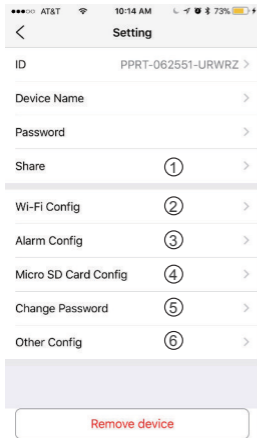 AT&T 10:14 AM 73%
Setting
ID PPRT-062551-URWRZ
Device Name
Password
Share ①
Wi-Fi Config ②
Alarm Config ③
Micro SD Card Config ④
Change Password ⑤
Other Config ⑥
Remove device